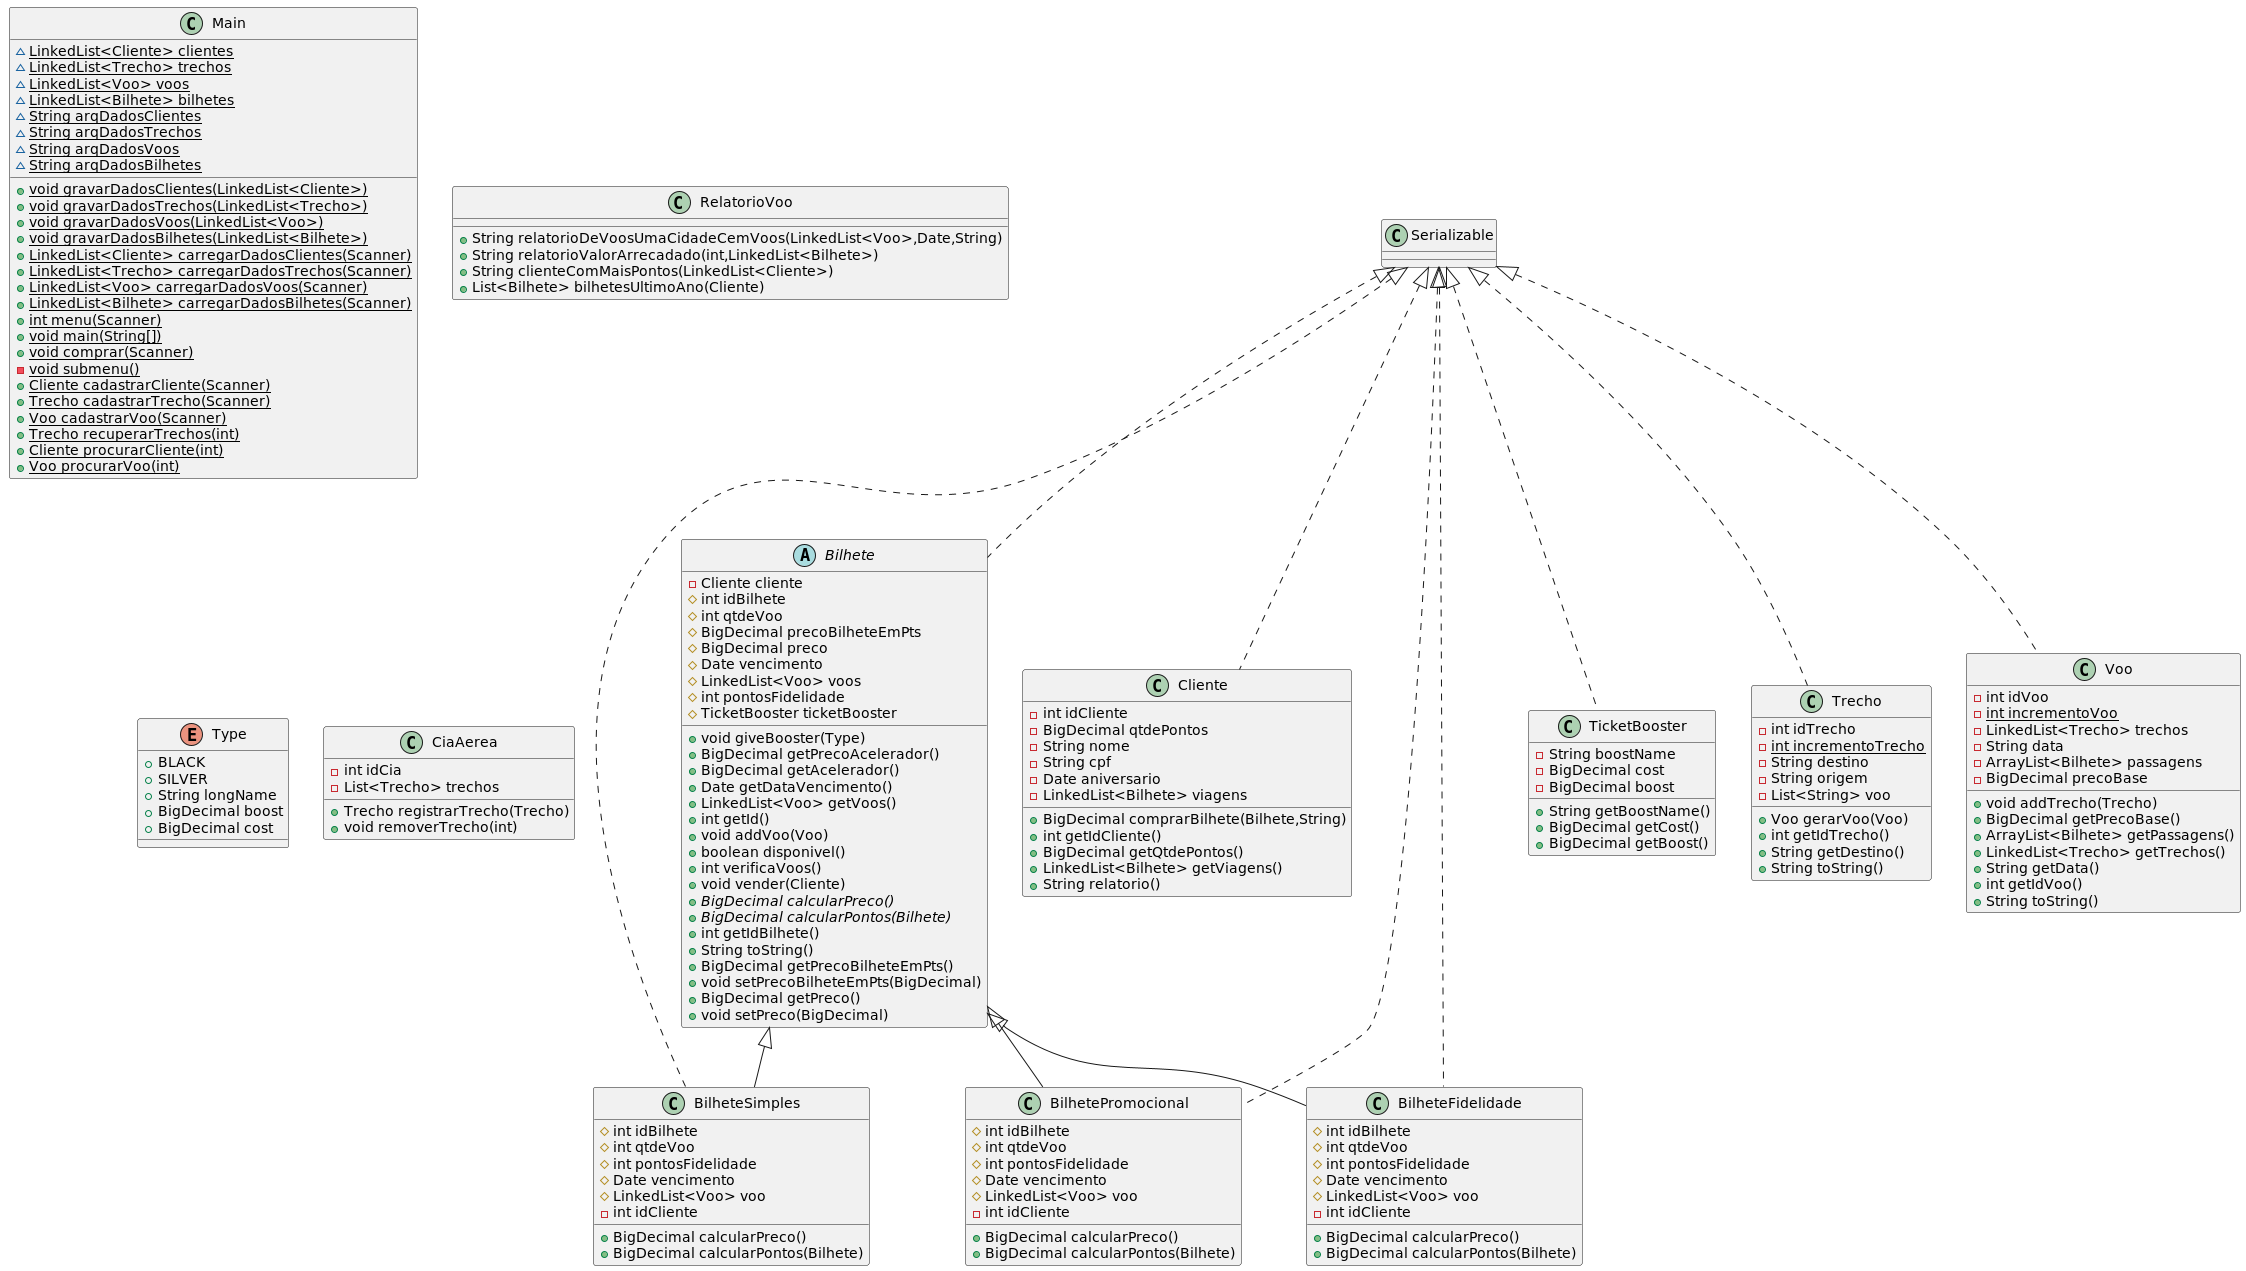 C Main
LinkedList<Cliente> clientes
LinkedList<Trecho> trechos
LinkedList<Voo> voos
LinkedList<Bilhete> bilhetes
String arqDadosClientes
String arqDadosTrechos
String arqDadosVoos
String arqDadosBilhetes
void gravarDadosClientes(LinkedList<Cliente>)
void gravarDadosTrechos(LinkedList<Trecho>)
void gravarDadosVoos(LinkedList<Voo>)
void gravarDadosBilhetes(LinkedList<Bilhete>)
LinkedList<Cliente> carregarDadosClientes(Scanner)
LinkedList<Trecho> carregarDadosTrechos(Scanner)
LinkedList<Voo> carregarDadosVoos(Scanner)
LinkedList<Bilhete> carregarDadosBilhetes(Scanner)
int menu(Scanner)
void main(String[])
void comprar(Scanner)
void submenu()
Cliente cadastrarCliente(Scanner)
Trecho cadastrarTrecho(Scanner)
Voo cadastrarVoo(Scanner)
Trecho recuperarTrechos(int)
Cliente procurarCliente(int)
Voo procurarVoo(int)
C RelatorioVoo
String relatorioDeVoosUmaCidadeCemVoos(LinkedList<Voo>,Date,String)
String relatorioValorArrecadado(int,LinkedList<Bilhete>)
String clienteComMaisPontos(LinkedList<Cliente>)
List<Bilhete> bilhetesUltimoAno(Cliente)
C Serializable
E Type
BLACK
SILVER
String longName
BigDecimal boost
BigDecimal cost
C CiaAerea
int idCia
List<Trecho> trechos
Trecho registrarTrecho(Trecho)
void removerTrecho(int)
A Bilhete
Cliente cliente
int idBilhete
int qtdeVoo
BigDecimal precoBilheteEmPts
BigDecimal preco
Date vencimento
LinkedList<Voo> voos
int pontosFidelidade
TicketBooster ticketBooster
void giveBooster(Type)
BigDecimal getPrecoAcelerador()
BigDecimal getAcelerador()
Date getDataVencimento()
LinkedList<Voo> getVoos()
int getId()
void addVoo(Voo)
boolean disponivel()
int verificaVoos()
void vender(Cliente)
BigDecimal calcularPreco()
BigDecimal calcularPontos(Bilhete)
int getIdBilhete()
String toString()
BigDecimal getPrecoBilheteEmPts()
void setPrecoBilheteEmPts(BigDecimal)
BigDecimal getPreco()
void setPreco(BigDecimal)
C Cliente
int idCliente
BigDecimal qtdePontos
String nome
String cpf
Date aniversario
LinkedList<Bilhete> viagens
BigDecimal comprarBilhete(Bilhete,String)
int getIdCliente()
BigDecimal getQtdePontos()
LinkedList<Bilhete> getViagens()
String relatorio()
C TicketBooster
String boostName
BigDecimal cost
BigDecimal boost
String getBoostName()
BigDecimal getCost()
BigDecimal getBoost()
C Trecho
int idTrecho
int incrementoTrecho
String destino
String origem
List<String> voo
Voo gerarVoo(Voo)
int getIdTrecho()
String getDestino()
String toString()
C Voo
int idVoo
int incrementoVoo
LinkedList<Trecho> trechos
String data
ArrayList<Bilhete> passagens
BigDecimal precoBase
void addTrecho(Trecho)
BigDecimal getPrecoBase()
ArrayList<Bilhete> getPassagens()
LinkedList<Trecho> getTrechos()
String getData()
int getIdVoo()
String toString()
C BilheteSimples
int idBilhete
int qtdeVoo
int pontosFidelidade
Date vencimento
LinkedList<Voo> voo
int idCliente
BigDecimal calcularPreco()
BigDecimal calcularPontos(Bilhete)
C BilhetePromocional
int idBilhete
int qtdeVoo
int pontosFidelidade
Date vencimento
LinkedList<Voo> voo
int idCliente
BigDecimal calcularPreco()
BigDecimal calcularPontos(Bilhete)
C BilheteFidelidade
int idBilhete
int qtdeVoo
int pontosFidelidade
Date vencimento
LinkedList<Voo> voo
int idCliente
BigDecimal calcularPreco()
BigDecimal calcularPontos(Bilhete)